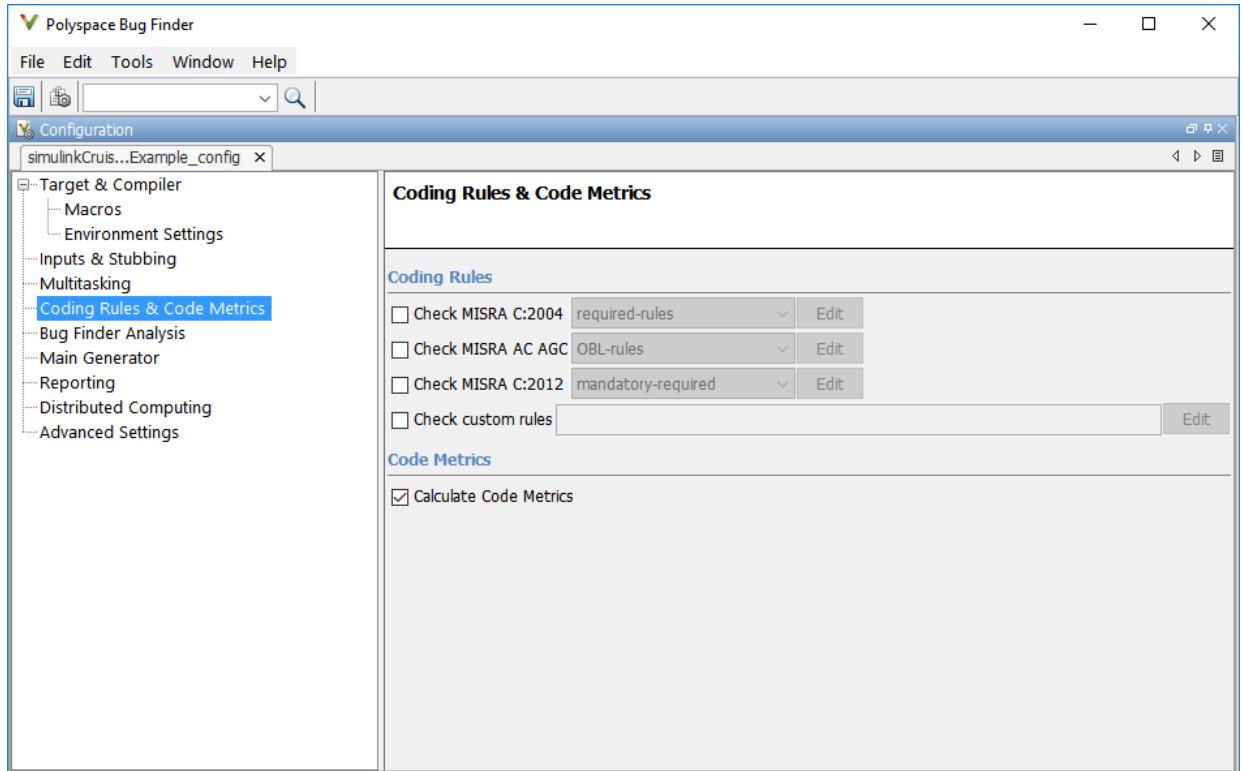 Polyspace Bug Finder
File Edit Tools Window Help
Configuration
simulinkCruis...Example_config
Target & Compiler
Macros
Environment Settings
Inputs & Stubbing
Multitasking
Coding Rules & Code Metrics
Bug Finder Analysis
Main Generator
Reporting
Distributed Computing
Advanced Settings
Coding Rules & Code Metrics
Coding Rules
Check MISRA C:2004 required-rules Edit
Check MISRA AC AGC OBL-rules Edit
Check MISRA C:2012 mandatory-required Edit
Check custom rules Edit
Code Metrics
Calculate Code Metrics